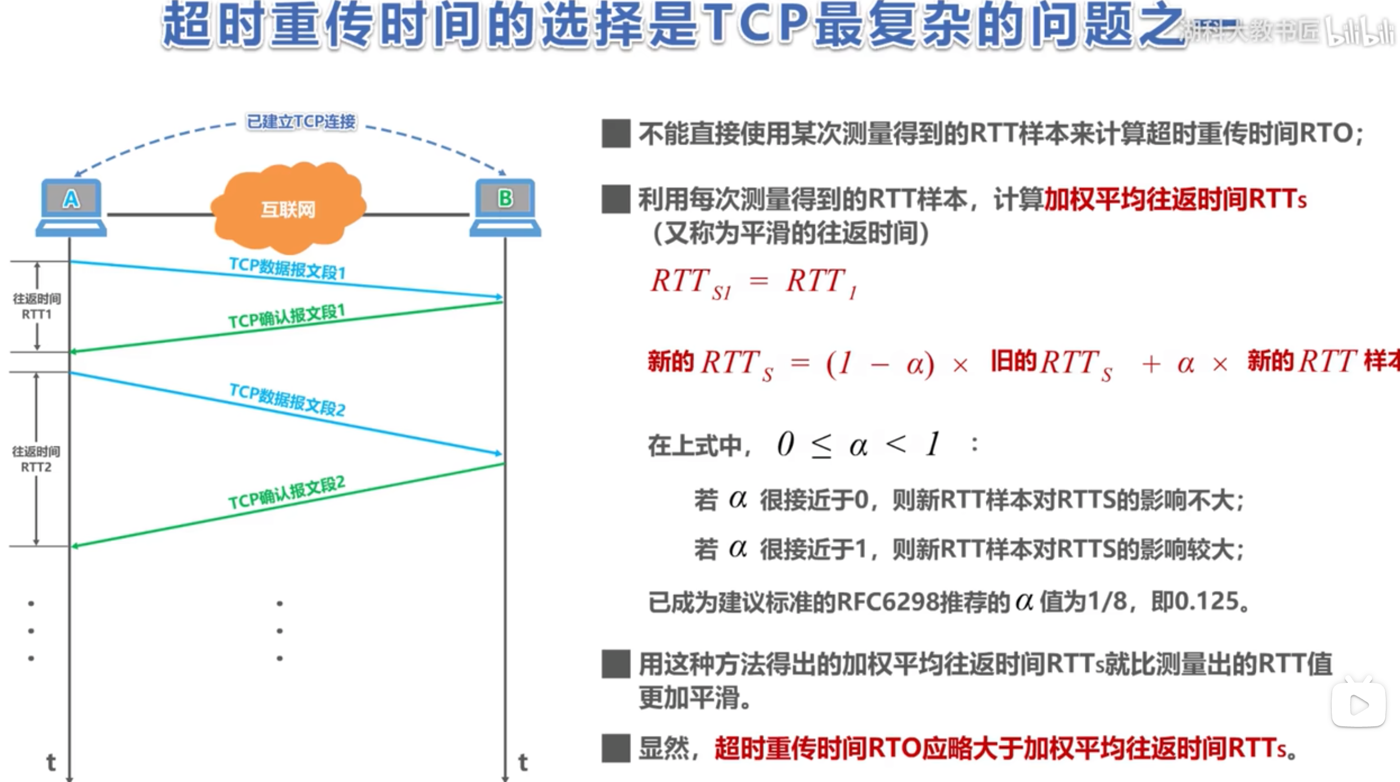 超时重传时间的选择是TCP最复杂的问题之一
湖科大教书匠 bilibili
已建立TCP连接
A
互联网
B
TCP数据报文段1
往返时间
RTT1
TCP确认报文段1
TCP数据报文段2
往返时间
RTT2
TCP确认报文段2
t
t
不能直接使用某次测量得到的RTT样本来计算超时重传时间RTO；
利用每次测量得到的RTT样本，计算加权平均往返时间RTTs
（又称为平滑的往返时间）
RTT S1 = RTT 1
新的 RTT S = (1 − α) × 旧的 RTT S + α × 新的 RTT 样本
在上式中， 0 ≤ α < 1 ：
若 α 很接近于0，则新RTT样本对RTTS的影响不大；
若 α 很接近于1，则新RTT样本对RTTS的影响较大；
已成为建议标准的RFC6298推荐的 α 值为1/8，即0.125。
用这种方法得出的加权平均往返时间RTTs就比测量出的RTT值
更加平滑。
显然，超时重传时间RTO应略大于加权平均往返时间RTTs。